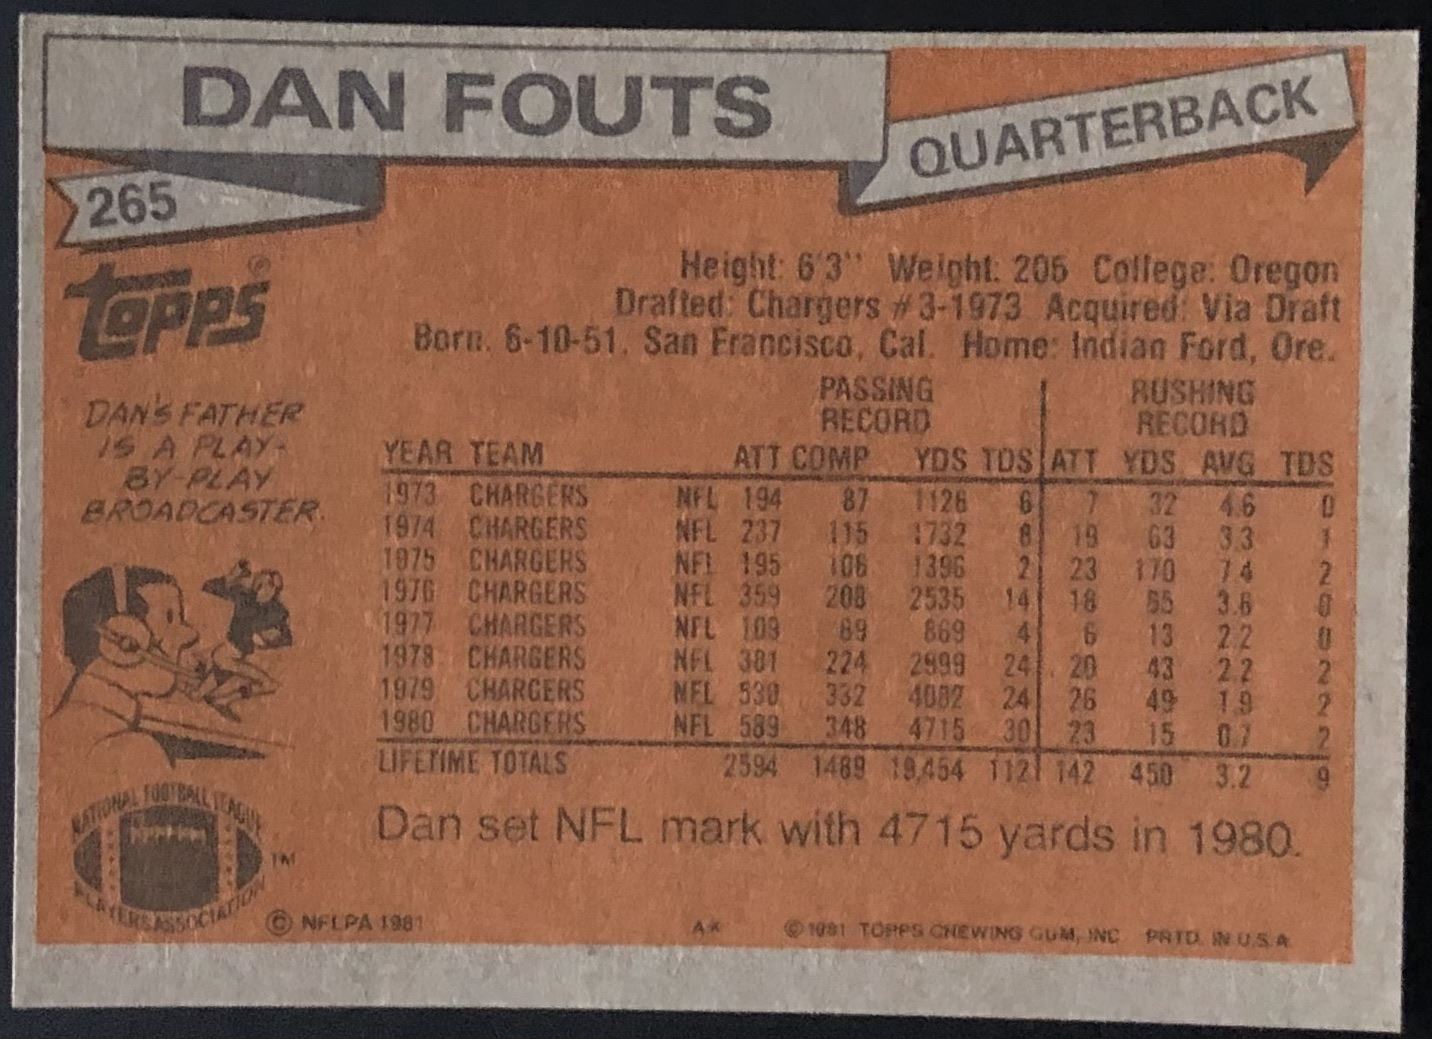 DAN FOUTS
QUARTERBACK
265
topps®
Height: 6'3" Weight: 205 College: Oregon
Drafted: Chargers #3-1973 Acquired: Via Draft
Born: 6-10-51, San Francisco, Cal. Home: Indian Ford, Ore.
DAN'S FATHER
IS A PLAY-
BY-PLAY
BROADCASTER.
PASSING RUSHING
RECORD RECORD
YEAR TEAM ATT COMP YDS TDS ATT YDS AVG TDS
1973 CHARGERS NFL 194 87 1126 6 7 32 4.6 0
1974 CHARGERS NFL 237 115 1732 8 19 63 3.3 1
1975 CHARGERS NFL 195 106 1396 2 23 170 7.4 2
1976 CHARGERS NFL 359 208 2535 14 18 65 3.6 0
1977 CHARGERS NFL 109 69 869 4 6 13 2.2 0
1978 CHARGERS NFL 381 224 2999 24 20 43 2.2 2
1979 CHARGERS NFL 530 332 4082 24 26 49 1.9 2
1980 CHARGERS NFL 589 348 4715 30 23 15 0.7 2
LIFETIME TOTALS 2594 1489 19,454 112 142 450 3.2 9
Dan set NFL mark with 4715 yards in 1980.
NATIONAL FOOTBALL LEAGUE
PLAYERS ASSOCIATION
TM
© NFLPA 1981 A* © 1981 TOPPS CHEWING GUM, INC. PRTD. IN U.S.A.